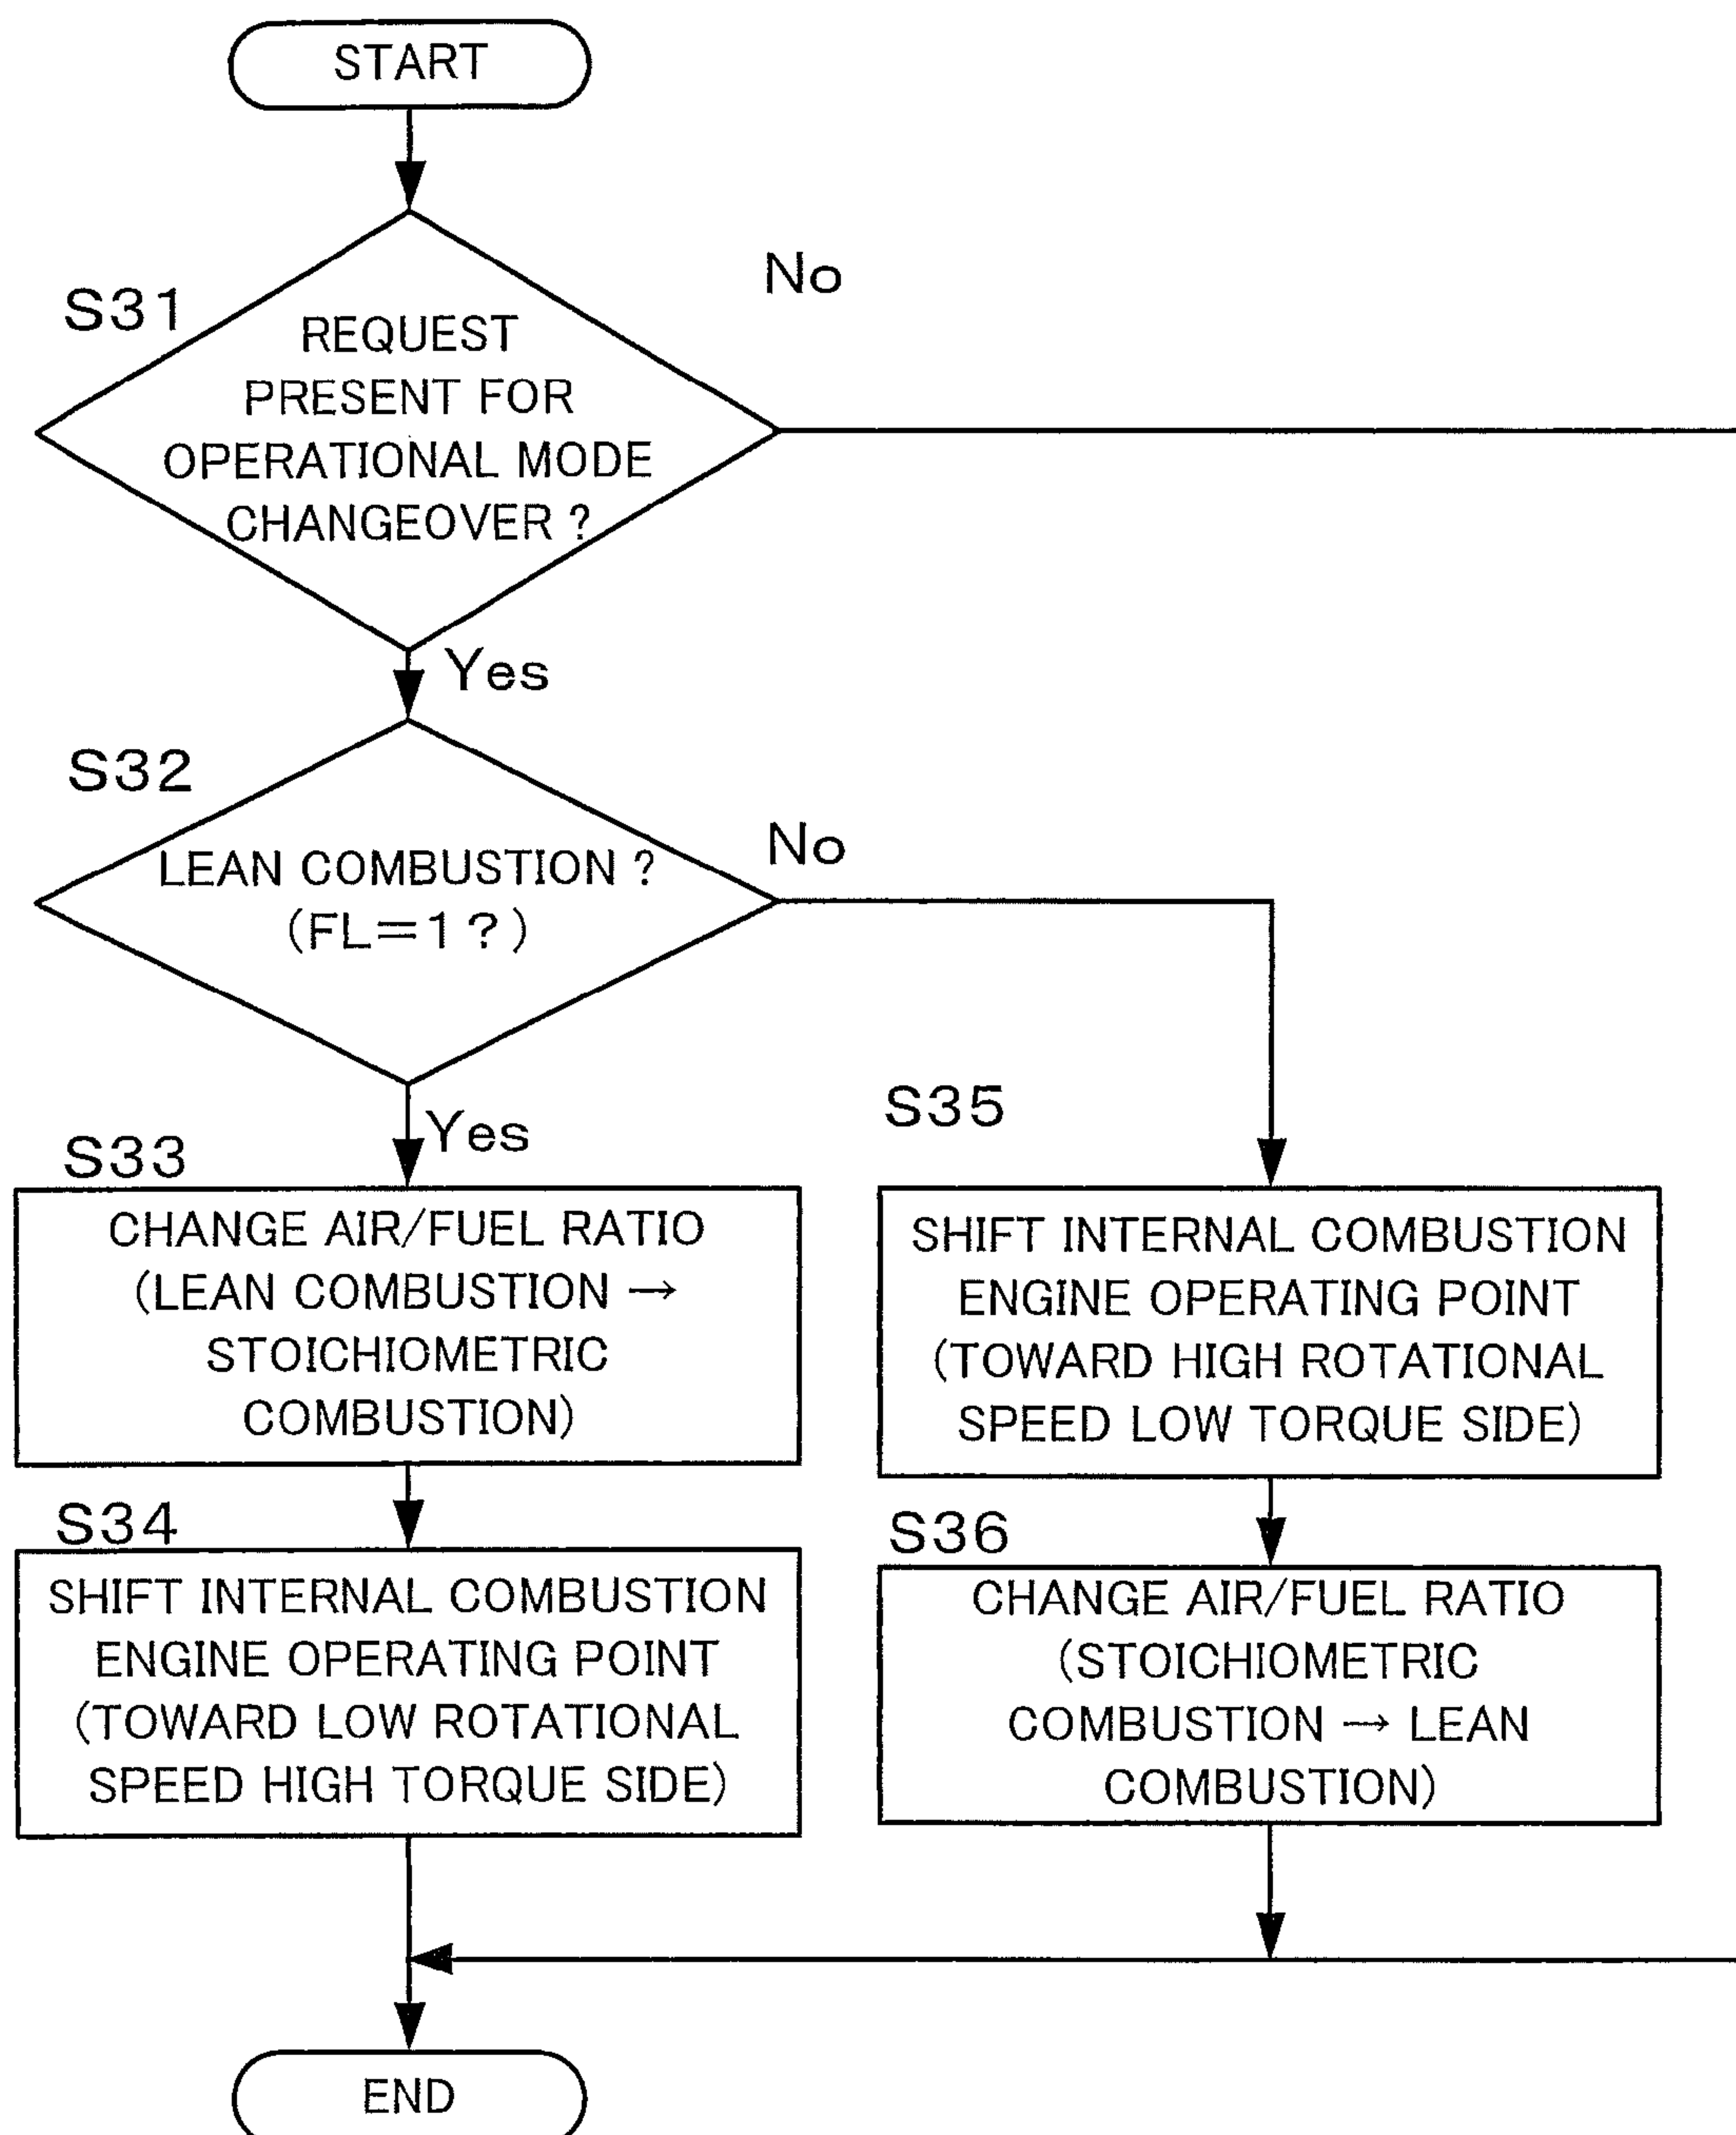 START
S31
No
REQUEST
PRESENT FOR
OPERATIONAL MODE
CHANGEOVER ?
Yes
S32
No
LEAN COMBUSTION ?
(FL=1?)
Yes
S33
CHANGE AIR/FUEL RATIO
(LEAN COMBUSTION →
STOICHIOMETRIC
COMBUSTION)
S34
SHIFT INTERNAL COMBUSTION
ENGINE OPERATING POINT
(TOWARD LOW ROTATIONAL
SPEED HIGH TORQUE SIDE)
S35
SHIFT INTERNAL COMBUSTION
ENGINE OPERATING POINT
(TOWARD HIGH ROTATIONAL
SPEED LOW TORQUE SIDE)
S36
CHANGE AIR/FUEL RATIO
(STOICHIOMETRIC
COMBUSTION → LEAN
COMBUSTION)
END